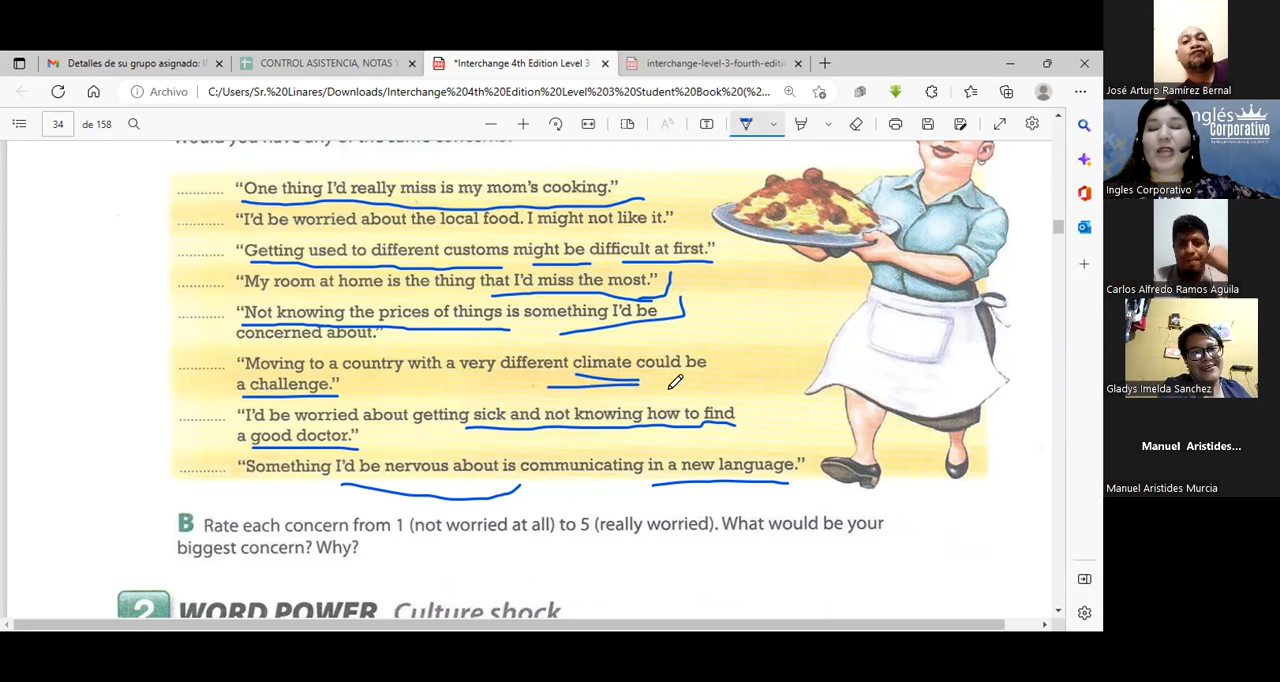 Detalles de su grupo asignado: I
CONTROL ASISTENCIA, NOTAS Y
*Interchange 4th Edition Level 3
interchange-level-3-fourth-editi
Archivo
C:/Users/Sr.%20Linares/Downloads/Interchange%204th%20Edition%20Level%203%20Student%20Book%20(%2...
34
de 158
"One thing I'd really miss is my mom's cooking."
"I'd be worried about the local food. I might not like it."
"Getting used to different customs might be difficult at first."
"My room at home is the thing that I'd miss the most."
"Not knowing the prices of things is something I'd be
concerned about."
"Moving to a country with a very different climate could be
a challenge."
"I'd be worried about getting sick and not knowing how to find
a good doctor."
"Something I'd be nervous about is communicating in a new language."
B Rate each concern from 1 (not worried at all) to 5 (really worried). What would be your
biggest concern? Why?
2 WORD POWER Culture shock
José Arturo Ramírez Bernal
Inglés
Corporativo
Ingles Corporativo
Carlos Alfredo Ramos Aguila
Gladys Imelda Sanchez
Manuel Aristides...
Manuel Aristides Murcia